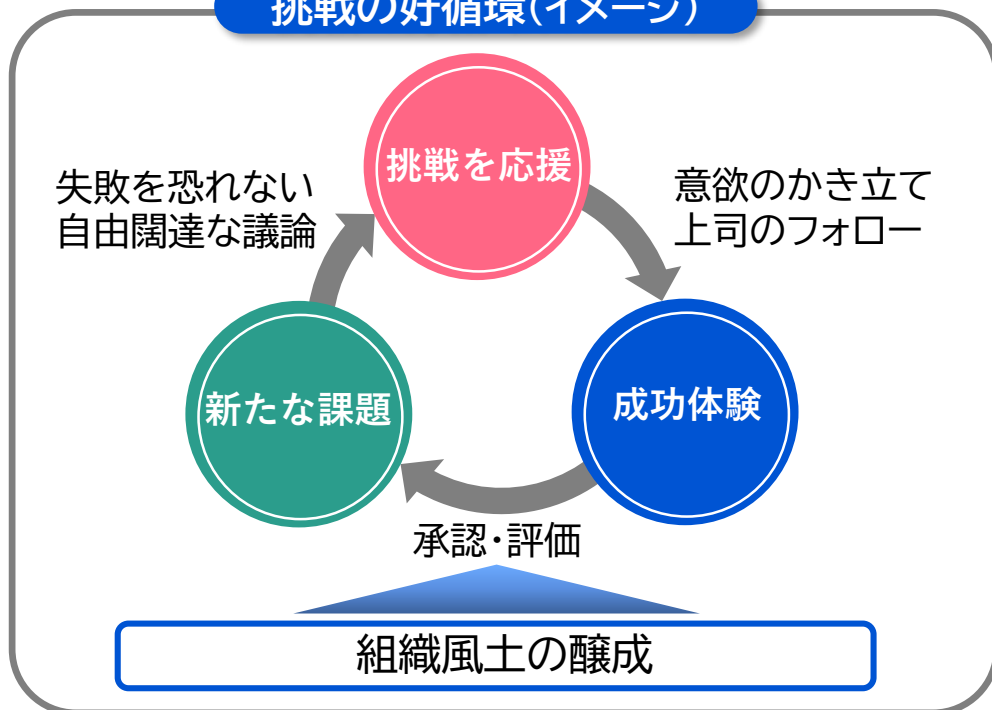 挑戦の好循環(イメージ)
挑戦を応援
失敗を恐れない
自由闊達な議論
意欲のかき立て
上司のフォロー
新たな課題
成功体験
承認・評価
組織風土の醸成